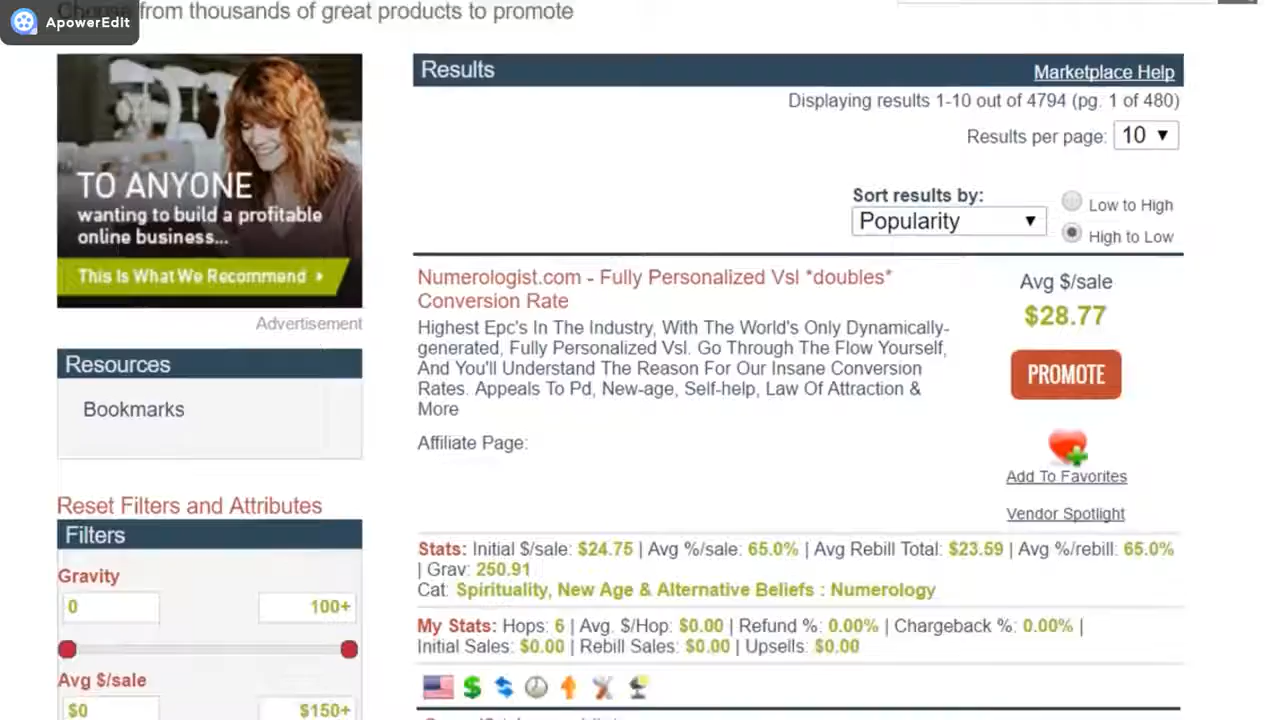 Choose from thousands of great products to promote
ApowerEdit
TO ANYONE
wanting to build a profitable
online business...
This Is What We Recommend
Advertisement
Resources
Bookmarks
Reset Filters and Attributes
Filters
Gravity
0 100+
Avg $/sale
$0 $150+
Results Marketplace Help
Displaying results 1-10 out of 4794 (pg. 1 of 480)
Results per page: 10
Sort results by:
Popularity
Low to High
High to Low
Numerologist.com - Fully Personalized Vsl *doubles*
Conversion Rate
Highest Epc's In The Industry, With The World's Only Dynamically-
generated, Fully Personalized Vsl. Go Through The Flow Yourself,
And You'll Understand The Reason For Our Insane Conversion
Rates. Appeals To Pd, New-age, Self-help, Law Of Attraction &
More
Affiliate Page:
Avg $/sale
$28.77
PROMOTE
Add To Favorites
Vendor Spotlight
Stats: Initial $/sale: $24.75 | Avg %/sale: 65.0% | Avg Rebill Total: $23.59 | Avg %/rebill: 65.0%
| Grav: 250.91
Cat: Spirituality, New Age & Alternative Beliefs : Numerology
My Stats: Hops: 6 | Avg. $/Hop: $0.00 | Refund %: 0.00% | Chargeback %: 0.00% |
Initial Sales: $0.00 | Rebill Sales: $0.00 | Upsells: $0.00